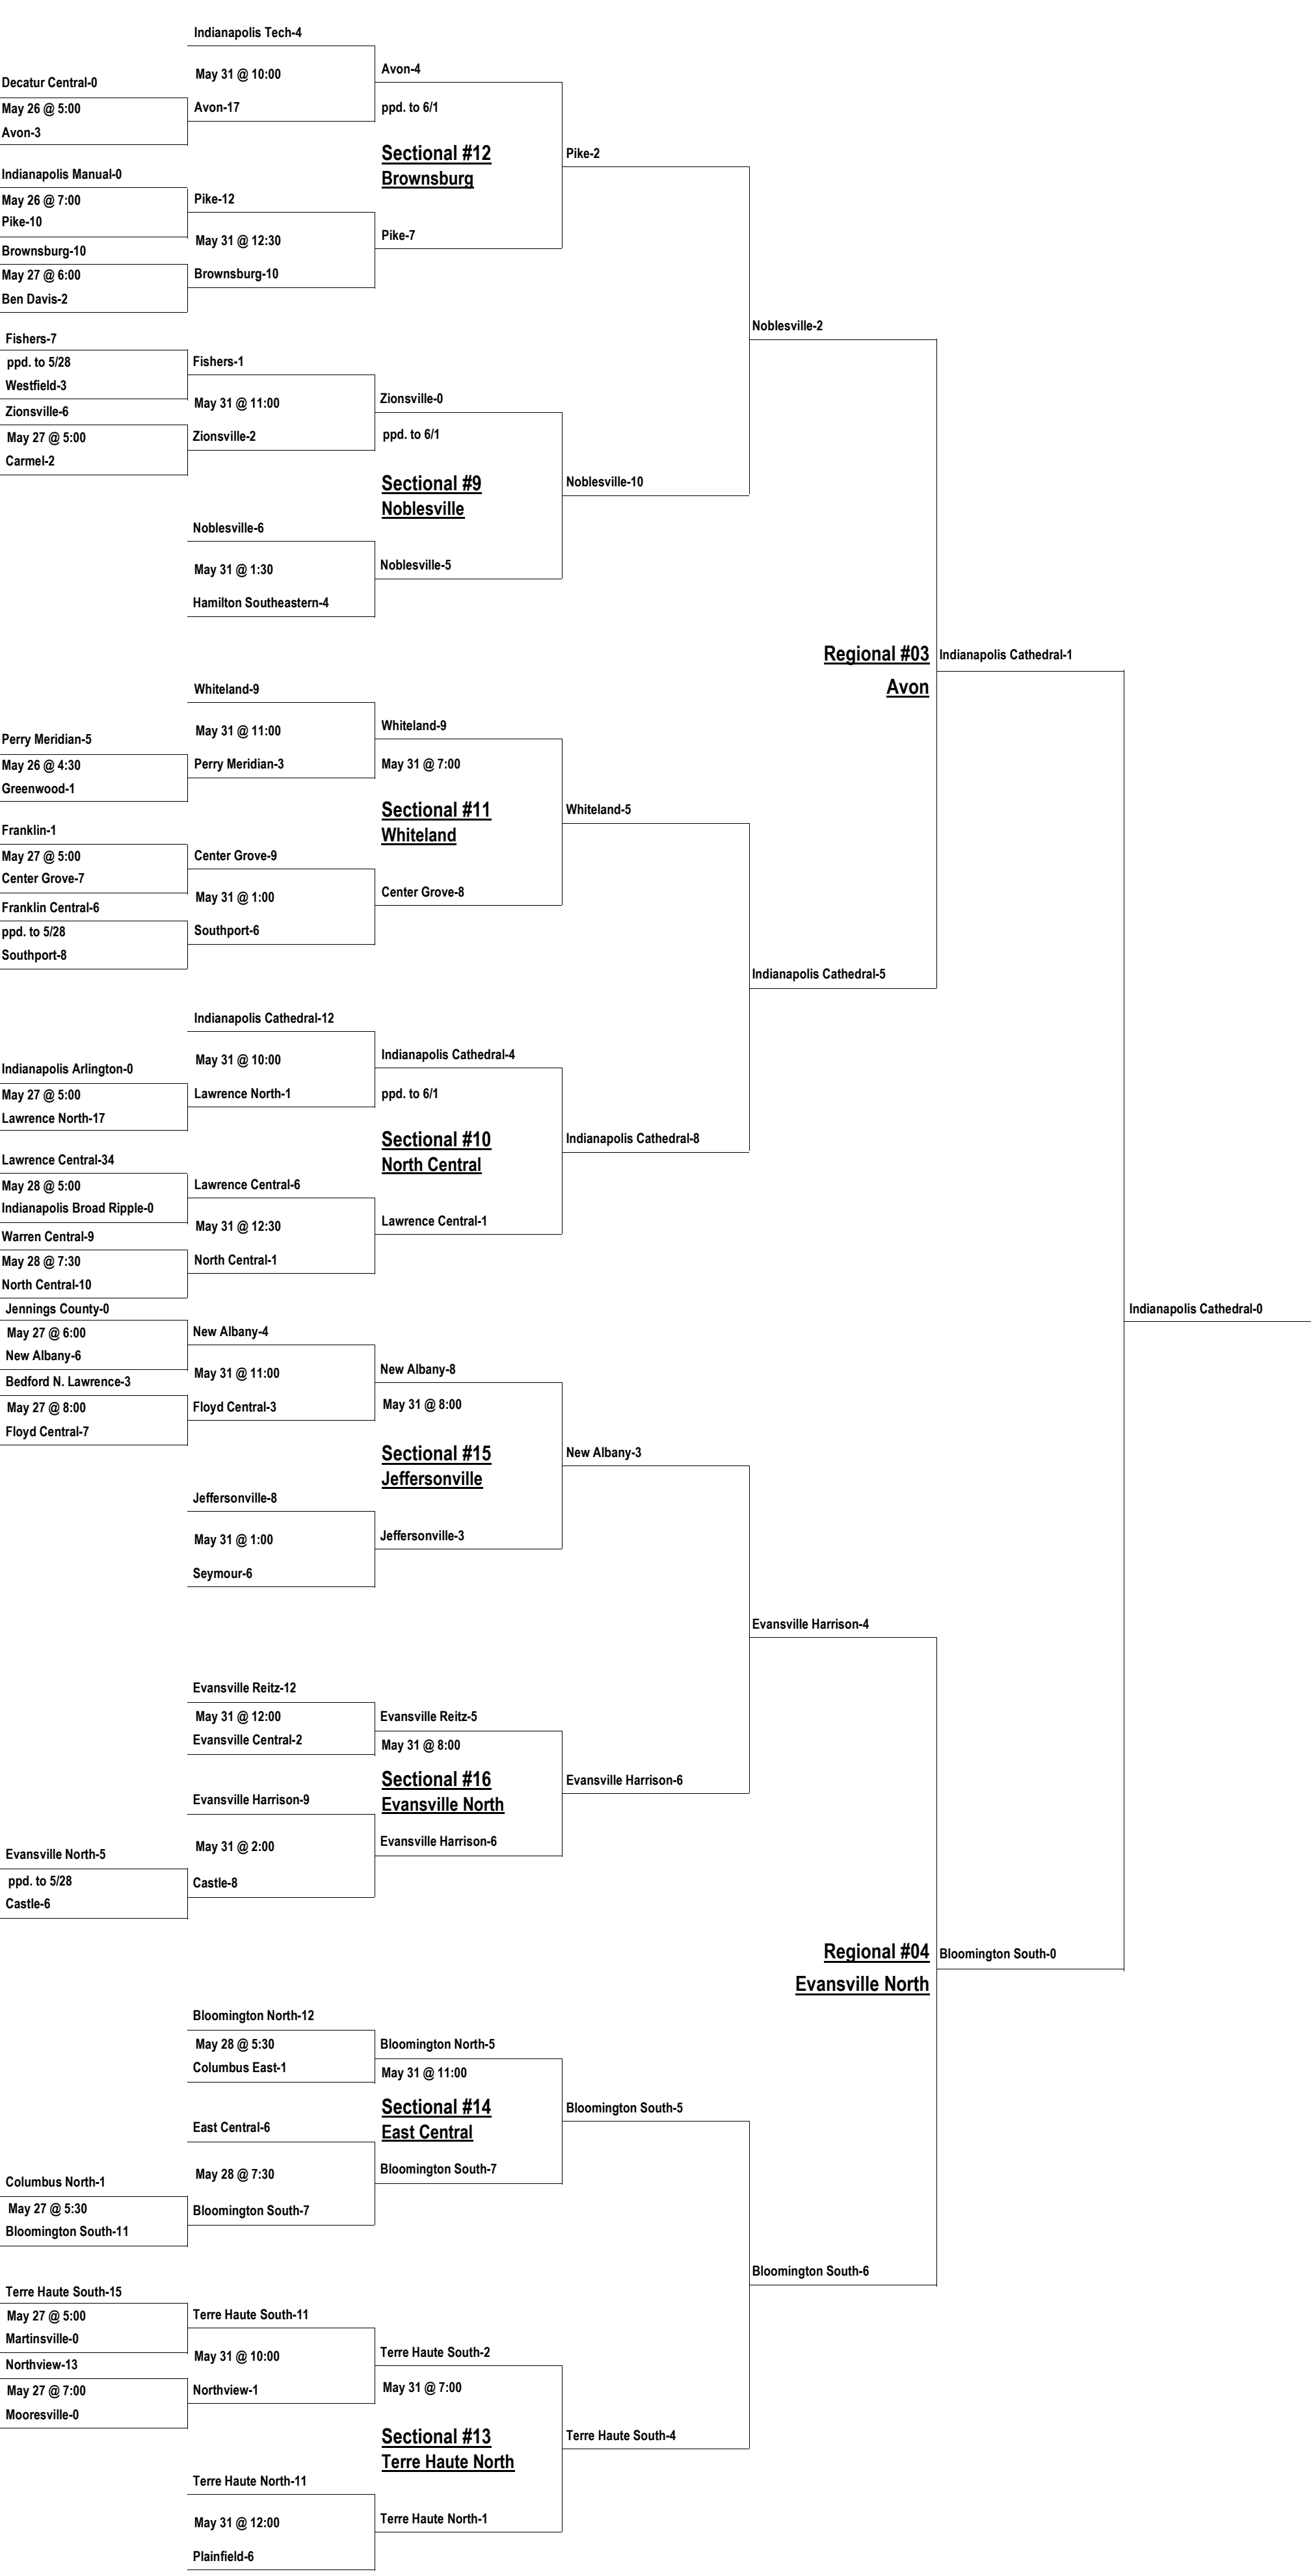 Indianapolis Tech-4
May 31 @ 10:00
Avon-4
Decatur Central-0
May 26 @ 5:00
Avon-17
ppd. to 6/1
Avon-3
Sectional #12
Brownsburg
Pike-2
Indianapolis Manual-0
May 26 @ 7:00
Pike-12
Pike-10
May 31 @ 12:30
Pike-7
Brownsburg-10
May 27 @ 6:00
Brownsburg-10
Ben Davis-2
Noblesville-2
Fishers-7
ppd. to 5/28
Fishers-1
Westfield-3
May 31 @ 11:00
Zionsville-0
Zionsville-6
May 27 @ 5:00
Zionsville-2
ppd. to 6/1
Carmel-2
Sectional #9
Noblesville
Noblesville-10
Noblesville-6
May 31 @ 1:30
Noblesville-5
Hamilton Southeastern-4
Regional #03
Avon
Indianapolis Cathedral-1
Whiteland-9
May 31 @ 11:00
Whiteland-9
Perry Meridian-5
May 26 @ 4:30
Perry Meridian-3
May 31 @ 7:00
Greenwood-1
Sectional #11
Whiteland
Whiteland-5
Franklin-1
May 27 @ 5:00
Center Grove-9
Center Grove-7
May 31 @ 1:00
Center Grove-8
Franklin Central-6
ppd. to 5/28
Southport-6
Southport-8
Indianapolis Cathedral-5
Indianapolis Cathedral-12
May 31 @ 10:00
Indianapolis Cathedral-4
Indianapolis Arlington-0
May 27 @ 5:00
Lawrence North-1
ppd. to 6/1
Lawrence North-17
Sectional #10
North Central
Indianapolis Cathedral-8
Lawrence Central-34
May 28 @ 5:00
Lawrence Central-6
Indianapolis Broad Ripple-0
May 31 @ 12:30
Lawrence Central-1
Warren Central-9
May 28 @ 7:30
North Central-1
North Central-10
Indianapolis Cathedral-0
Jennings County-0
May 27 @ 6:00
New Albany-4
New Albany-6
May 31 @ 11:00
New Albany-8
Bedford N. Lawrence-3
May 27 @ 8:00
Floyd Central-3
May 31 @ 8:00
Floyd Central-7
Sectional #15
Jeffersonville
New Albany-3
Jeffersonville-8
May 31 @ 1:00
Jeffersonville-3
Seymour-6
Evansville Harrison-4
Evansville Reitz-12
May 31 @ 12:00
Evansville Reitz-5
Evansville Central-2
May 31 @ 8:00
Sectional #16
Evansville North
Evansville Harrison-6
Evansville Harrison-9
May 31 @ 2:00
Evansville Harrison-6
Evansville North-5
ppd. to 5/28
Castle-8
Castle-6
Regional #04
Evansville North
Bloomington South-0
Bloomington North-12
May 28 @ 5:30
Bloomington North-5
Columbus East-1
May 31 @ 11:00
Sectional #14
East Central
Bloomington South-5
East Central-6
May 28 @ 7:30
Bloomington South-7
Columbus North-1
May 27 @ 5:30
Bloomington South-7
Bloomington South-11
Bloomington South-6
Terre Haute South-15
May 27 @ 5:00
Terre Haute South-11
Martinsville-0
May 31 @ 10:00
Terre Haute South-2
Northview-13
May 27 @ 7:00
Northview-1
May 31 @ 7:00
Mooresville-0
Sectional #13
Terre Haute North
Terre Haute South-4
Terre Haute North-11
May 31 @ 12:00
Terre Haute North-1
Plainfield-6